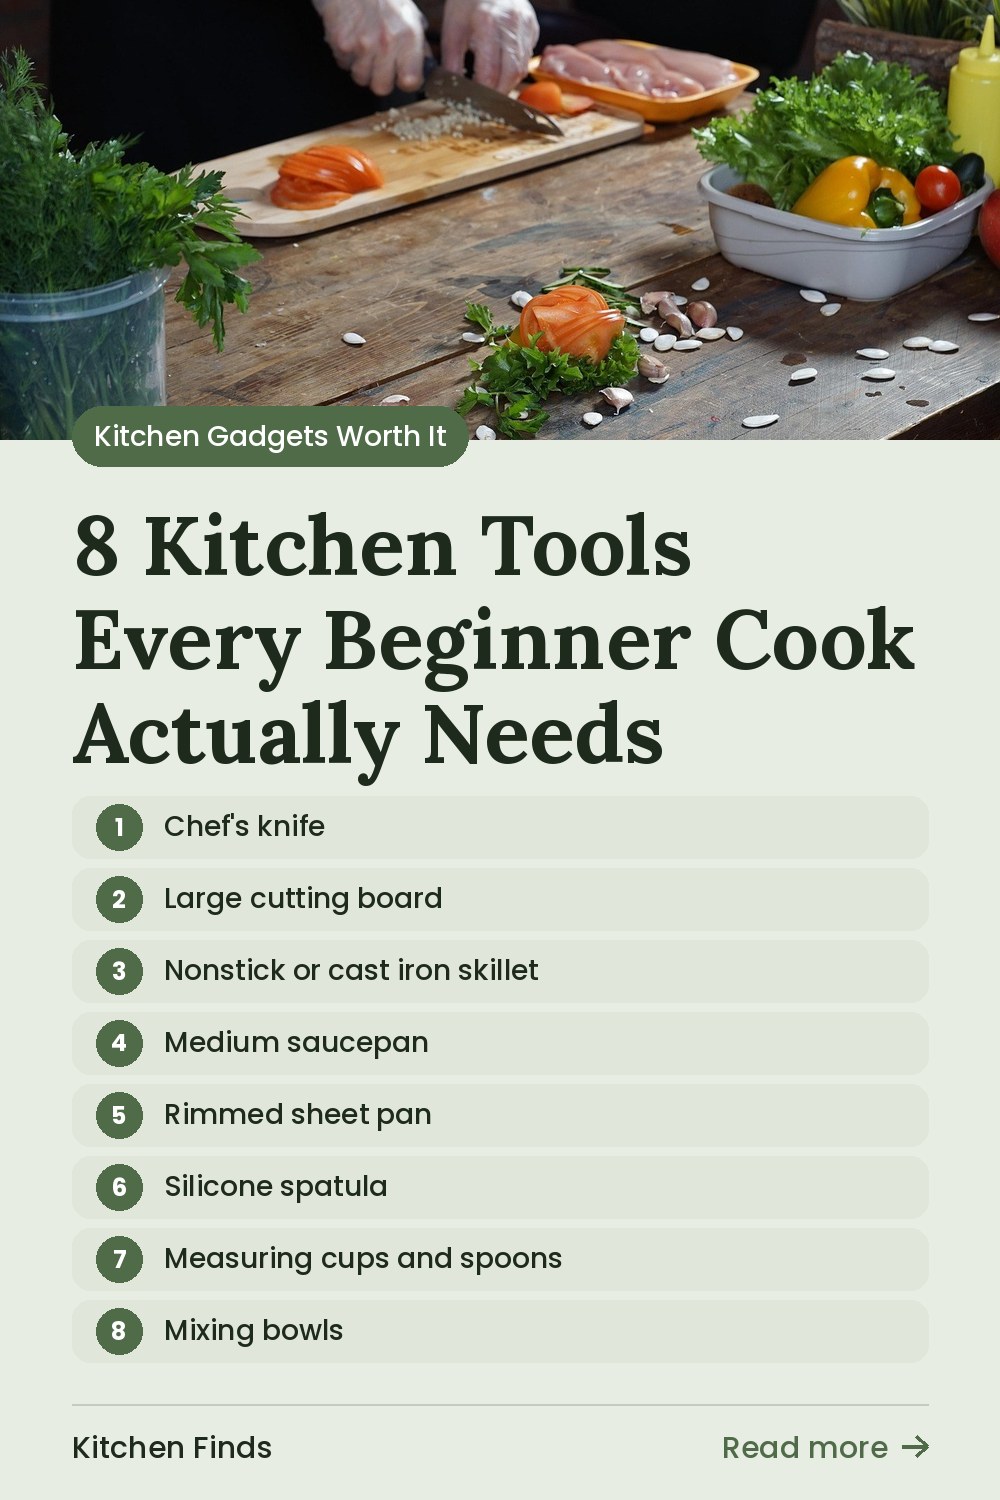 Kitchen Gadgets Worth It
8 Kitchen Tools
Every Beginner Cook
Actually Needs
1 Chef's knife
2 Large cutting board
3 Nonstick or cast iron skillet
4 Medium saucepan
5 Rimmed sheet pan
6 Silicone spatula
7 Measuring cups and spoons
8 Mixing bowls
Kitchen Finds
Read more →